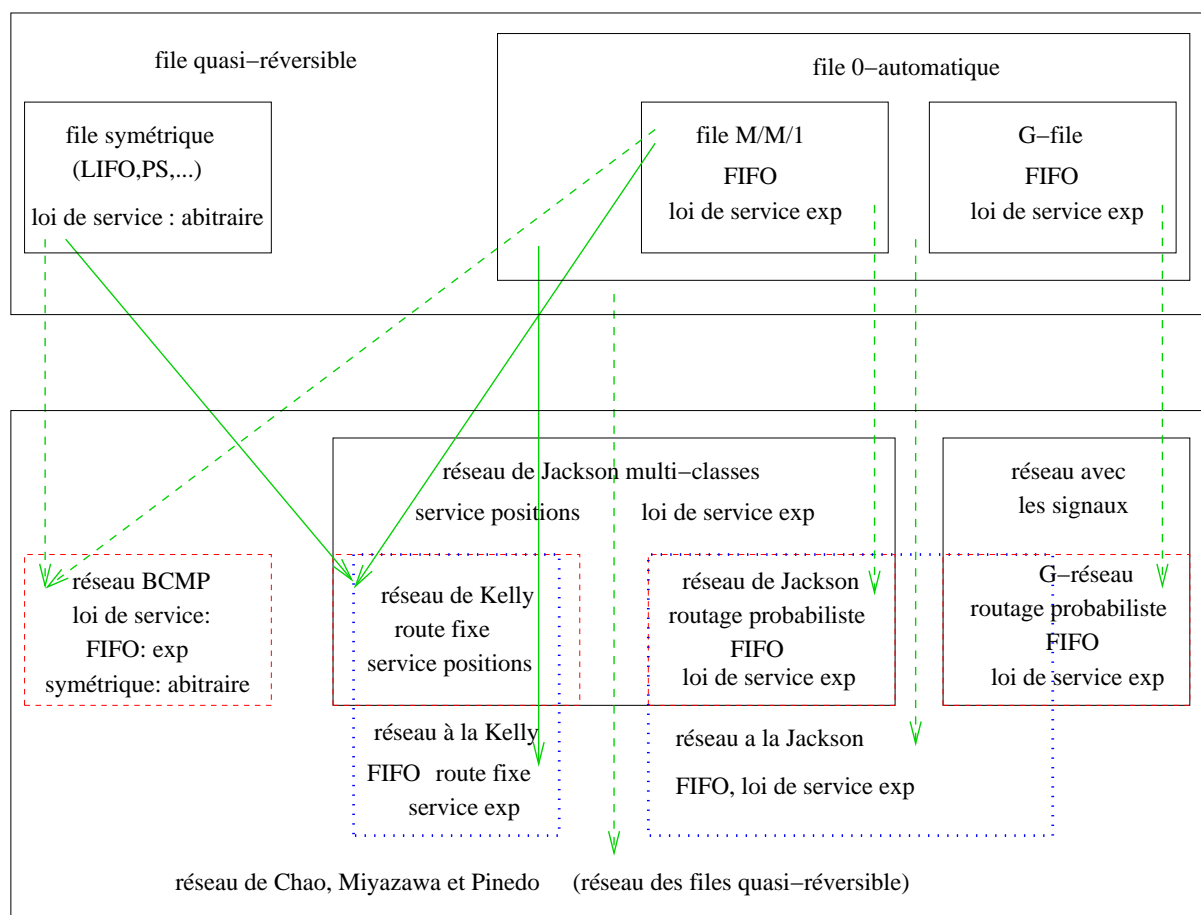 file quasi−réversible
file 0−automatique
file symétrique
(LIFO,PS,...)
loi de service : abitraire
file M/M/1
FIFO
loi de service exp
G−file
FIFO
loi de service exp
réseau de Jackson multi−classes
service positions
loi de service exp
réseau avec
les signaux
réseau BCMP
loi de service:
FIFO: exp
symétrique: abitraire
réseau de Kelly
route fixe
service positions
réseau de Jackson
routage probabiliste
FIFO
loi de service exp
G−réseau
routage probabiliste
FIFO
loi de service exp
réseau à la Kelly
FIFO route fixe
service exp
réseau a la Jackson
FIFO, loi de service exp
réseau de Chao, Miyazawa et Pinedo (réseau des files quasi−réversible)